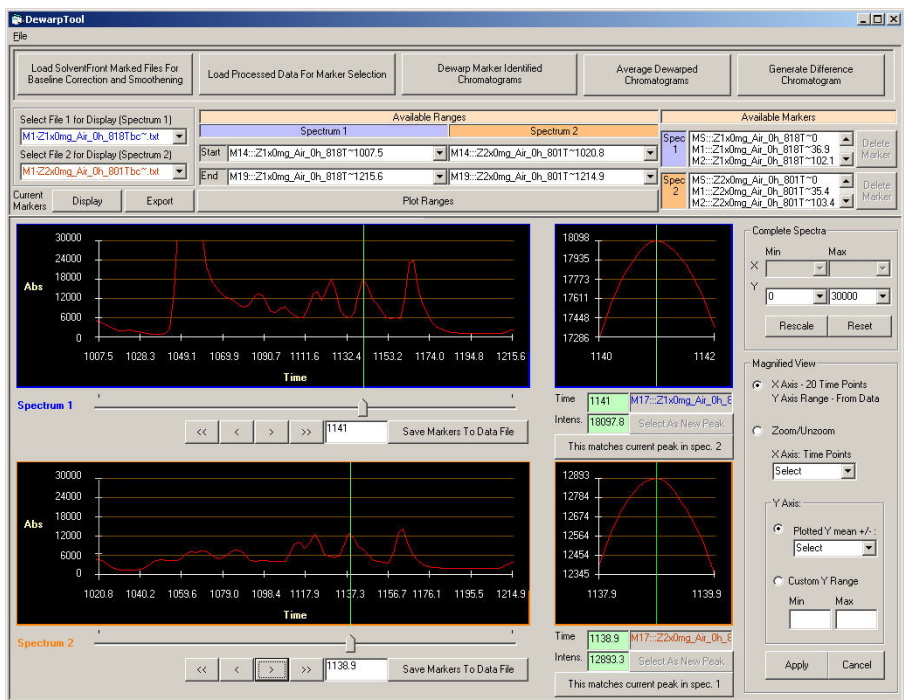 DewarpTool
File
Load SolventFront Marked Files For
Baseline Correction and Smoothening
Load Processed Data For Marker Selection
Dewarp Marker Identified
Chromatograms
Average Dewarped
Chromatograms
Generate Difference
Chromatogram
Select File 1 for Display (Spectrum 1)
M1-Z1x0mg_Air_0h_818Tbc~.txt
Select File 2 for Display (Spectrum 2)
M1-Z2x0mg_Air_0h_801Tbc~.txt
Current
Markers
Display
Export
Available Ranges
Spectrum 1
Spectrum 2
Start
M14:::Z1x0mg_Air_0h_818T~1007.5
M14:::Z2x0mg_Air_0h_801T~1020.8
End
M19:::Z1x0mg_Air_0h_818T~1215.6
M19:::Z2x0mg_Air_0h_801T~1214.9
Plot Ranges
Available Markers
Spec
1
MS:::Z1x0mg_Air_0h_818T~0
M1:::Z1x0mg_Air_0h_818T~36.9
M2:::Z1x0mg_Air_0h_818T~102.1
Delete
Marker
Spec
2
MS:::Z2x0mg_Air_0h_801T~0
M1:::Z2x0mg_Air_0h_801T~35.4
M2:::Z2x0mg_Air_0h_801T~103.4
Delete
Marker
30000
24000
18000
12000
6000
0
Abs
1007.5 1028.3 1049.1 1069.9 1090.7 1111.6 1132.4 1153.2 1174.0 1194.8 1215.6
Time
18098
17935
17773
17611
17448
17286
1140 1142
Spectrum 1
<< < > >> 1141
Save Markers To Data File
Time 1141 M17:::Z1x0mg_Air_0h_8
Intens. 18097.8 Select As New Peak
This matches current peak in spec. 2
30000
24000
18000
12000
6000
0
Abs
1020.8 1040.2 1059.6 1079.0 1098.4 1117.9 1137.3 1156.7 1176.1 1195.5 1214.9
Time
12893
12784
12674
12564
12454
12345
1137.9 1139.9
Spectrum 2
<< < > >> 1138.9
Save Markers To Data File
Time 1138.9 M17:::Z2x0mg_Air_0h_8
Intens. 12893.3 Select As New Peak
This matches current peak in spec. 1
Complete Spectra
Min Max
X
Y 0 30000
Rescale Reset
Magnified View
X Axis - 20 Time Points
Y Axis Range - From Data
Zoom/Unzoom
X Axis: Time Points
Select
Y Axis:
Plotted Y mean +/- :
Select
Custom Y Range
Min Max
Apply Cancel